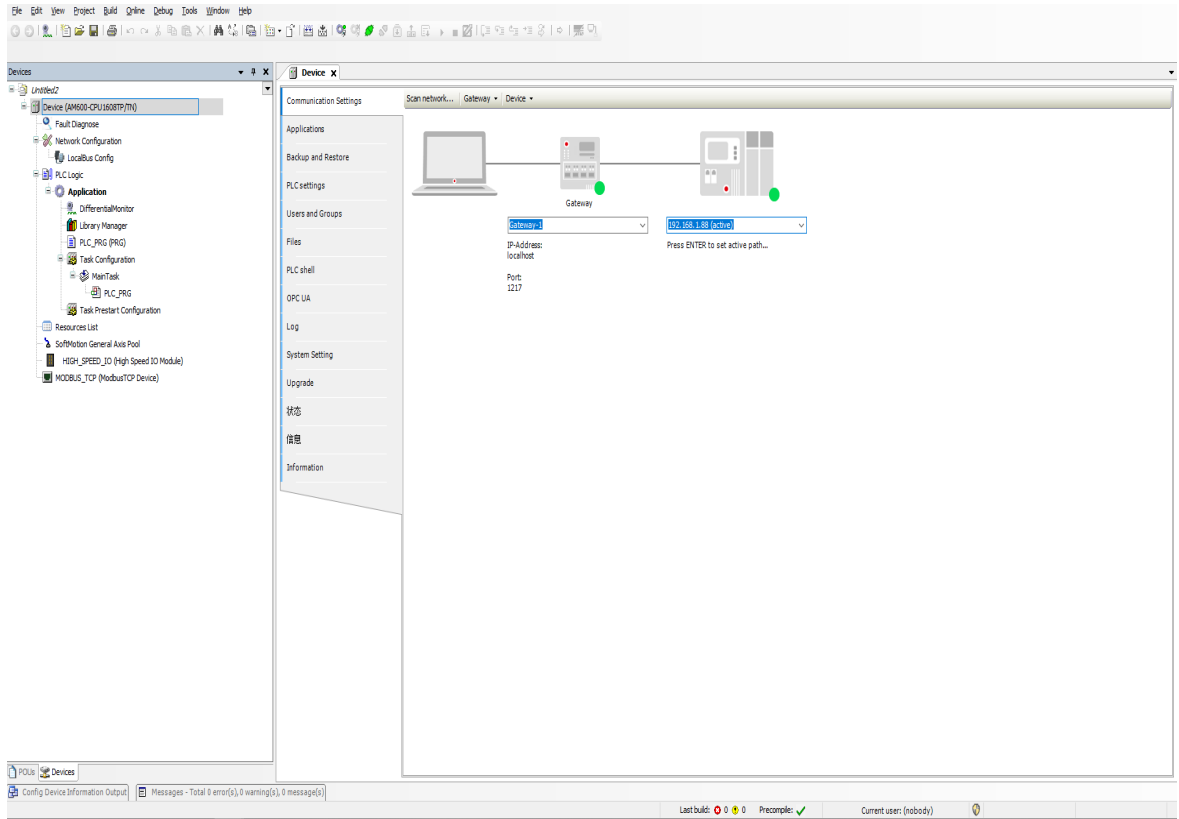 File Edit View Project Build Online Debug Tools Window Help
Devices
Device
Untitled2
Device (AM600-CPU1608TP/TN)
Fault Diagnose
Network Configuration
LocalBus Config
PLC Logic
Application
DifferentialMonitor
Library Manager
PLC_PRG (PRG)
Task Configuration
MainTask
PLC_PRG
Task Prestart Configuration
Resources List
SoftMotion General Axis Pool
HIGH_SPEED_IO (High Speed IO Module)
MODBUS_TCP (ModbusTCP Device)
Communication Settings
Applications
Backup and Restore
PLC settings
Users and Groups
Files
PLC shell
OPC UA
Log
System Setting
Upgrade
状态
信息
Information
Scan network... Gateway Device
Gateway
Gateway-1
192.168.1.88 (active)
IP-Address:
localhost
Press ENTER to set active path...
Port:
1217
POUs Devices
Config Device Information Output Messages - Total 0 error(s), 0 warning(s), 0 message(s)
Last build: 0 0 Precompile: Current user: (nobody)